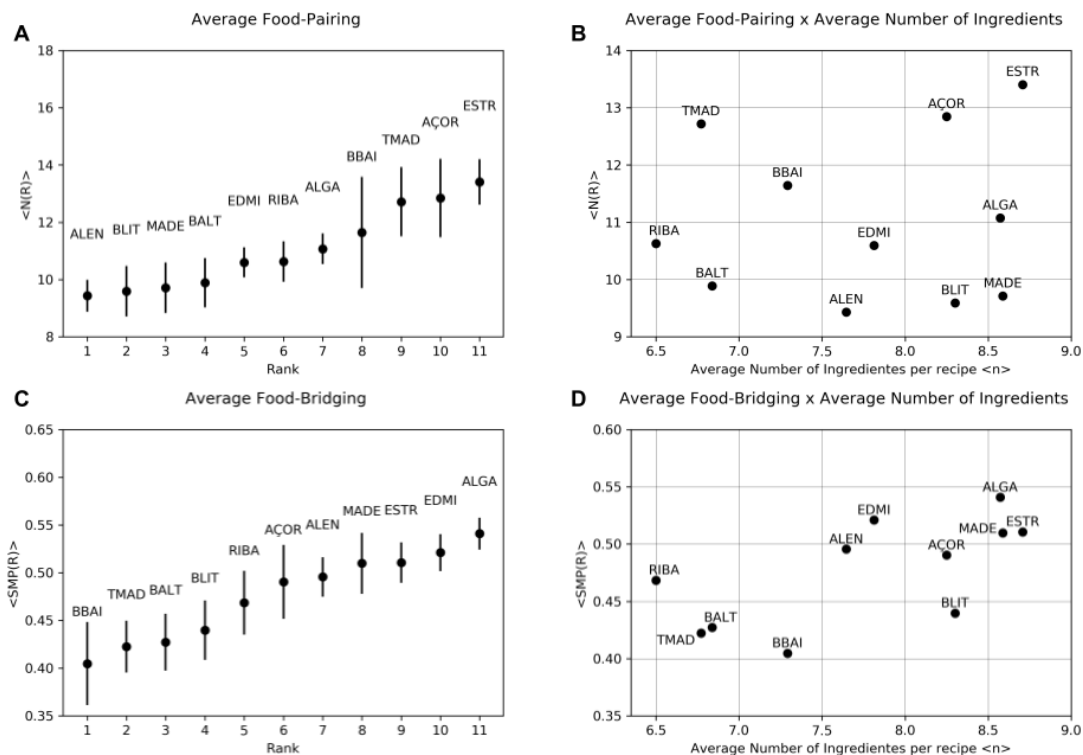 A
Average Food-Pairing
<N(R)>
18
16
14
12
10
8
ALEN
BLIT
MADE
BALT
EDMI
RIBA
ALGA
BBAI
TMAD
AÇOR
ESTR
1 2 3 4 5 6 7 8 9 10 11
Rank
B
Average Food-Pairing x Average Number of Ingredients
<N(R)>
14
13
12
11
10
9
ESTR
AÇOR
TMAD
BBAI
ALGA
RIBA
EDMI
BALT
ALEN
BLIT
MADE
6.5 7.0 7.5 8.0 8.5 9.0
Average Number of Ingredientes per recipe <n>
C
Average Food-Bridging
<SMP(R)>
0.65
0.60
0.55
0.50
0.45
0.40
0.35
BBAI
TMAD
BALT
BLIT
RIBA
AÇOR
ALEN
MADE
ESTR
EDMI
ALGA
1 2 3 4 5 6 7 8 9 10 11
Rank
D
Average Food-Bridging x Average Number of Ingredients
<SMP(R)>
0.60
0.55
0.50
0.45
0.40
0.35
ALGA
EDMI
MADE
ESTR
ALEN
AÇOR
RIBA
BLIT
BALT
TMAD
BBAI
6.5 7.0 7.5 8.0 8.5 9.0
Average Number of Ingredientes per recipe <n>